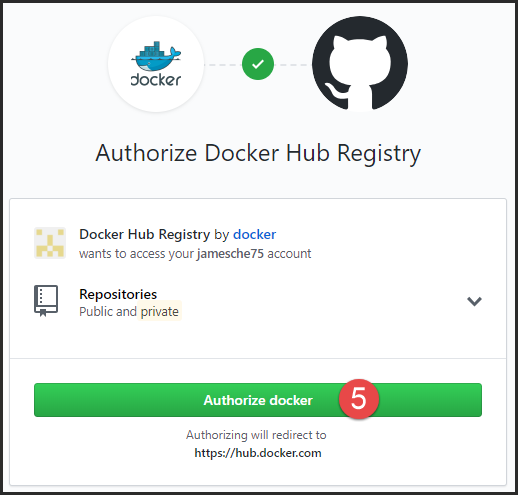 docker
Authorize Docker Hub Registry
Docker Hub Registry by docker
wants to access your jamesche75 account
Repositories
Public and private
Authorize docker 5
Authorizing will redirect to
https://hub.docker.com